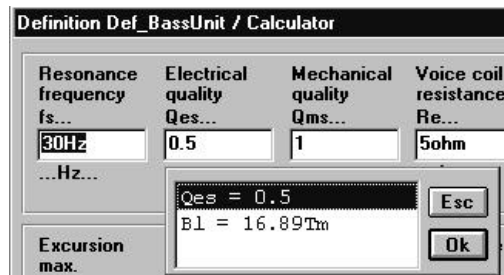 Definition Def_BassUnit / Calculator
Resonance frequency fs...
Electrical quality Qes...
Mechanical quality Qms...
Voice coil resistance Re...
30Hz
0.5
1
5ohm
...Hz...
Qes = 0.5
Bl = 16.89Tm
Esc
Ok
Excursion max.